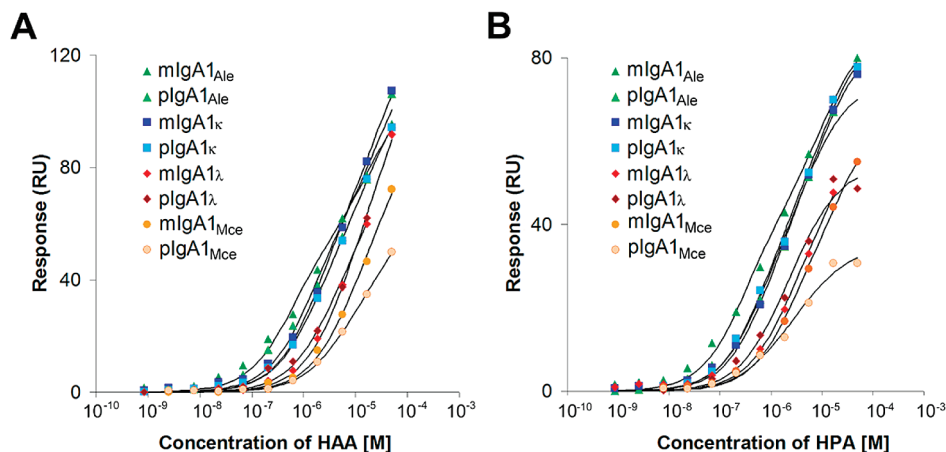 A
120
80
40
0
Response (RU)
mIgA1Ale
pIgA1Ale
mIgA1κ
pIgA1κ
mIgA1λ
pIgA1λ
mIgA1Mce
pIgA1Mce
10-10 10-9 10-8 10-7 10-6 10-5 10-4 10-3
Concentration of HAA [M]
B
80
40
0
Response (RU)
mIgA1Ale
pIgA1Ale
mIgA1κ
pIgA1κ
mIgA1λ
pIgA1λ
mIgA1Mce
pIgA1Mce
10-10 10-9 10-8 10-7 10-6 10-5 10-4 10-3
Concentration of HPA [M]